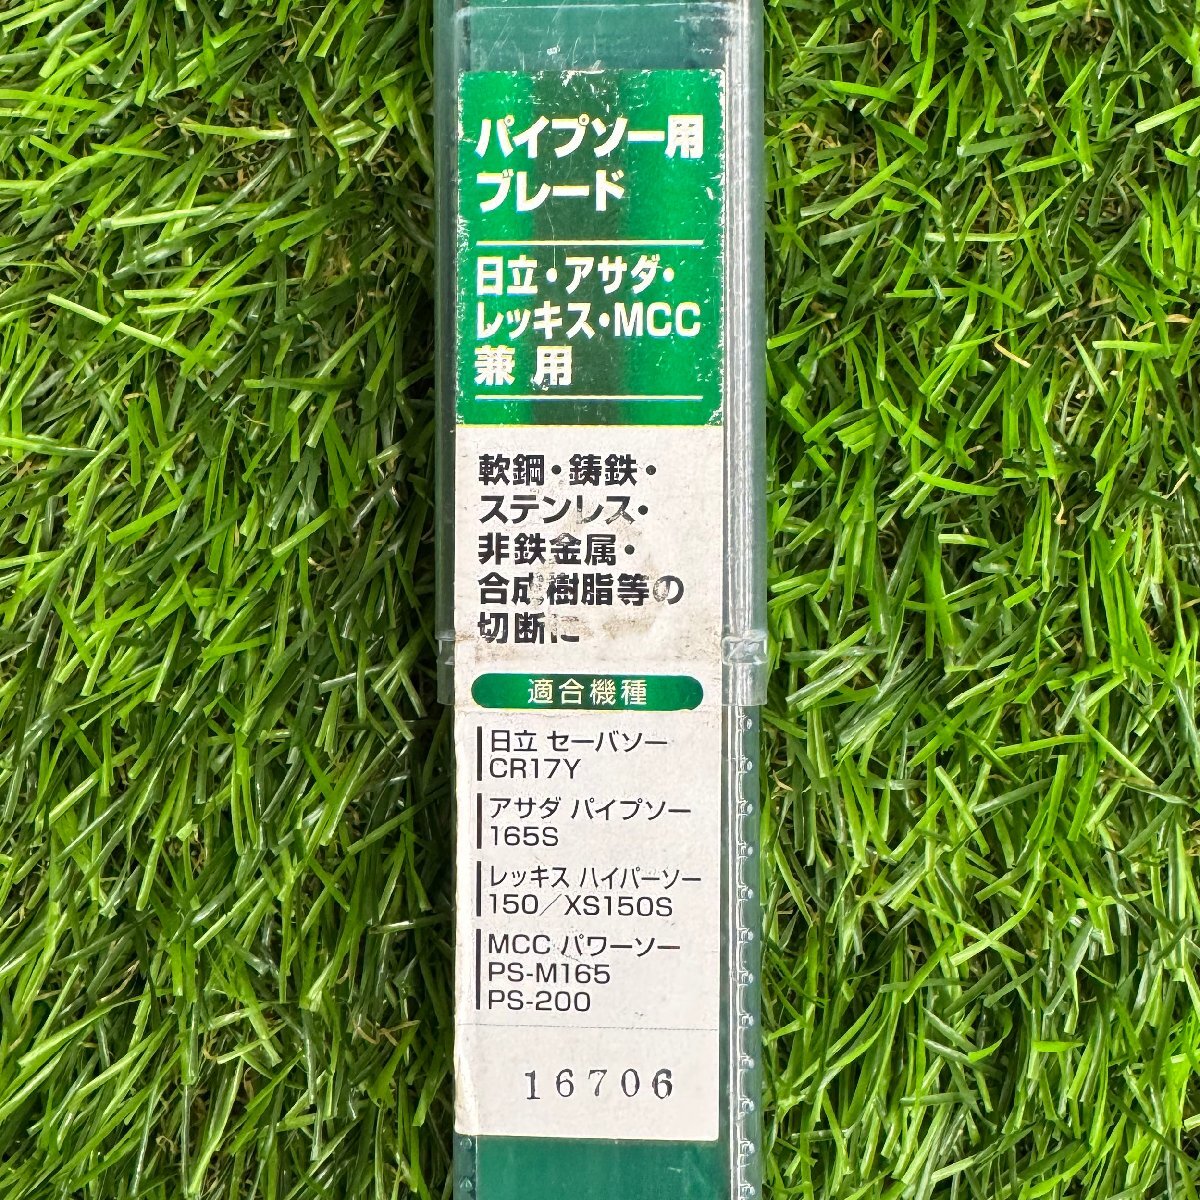 パイプソー用
ブレード
日立・アサダ・
レッキス・MCC
兼用
軟鋼・鋳鉄・
ステンレス・
非鉄金属・
合成樹脂等の
切断に
適合機種
日立 セーバソー
CR17Y
アサダ パイプソー
165S
レッキス ハイパーソー
150／XS150S
MCC パワーソー
PS-M165
PS-200
16706